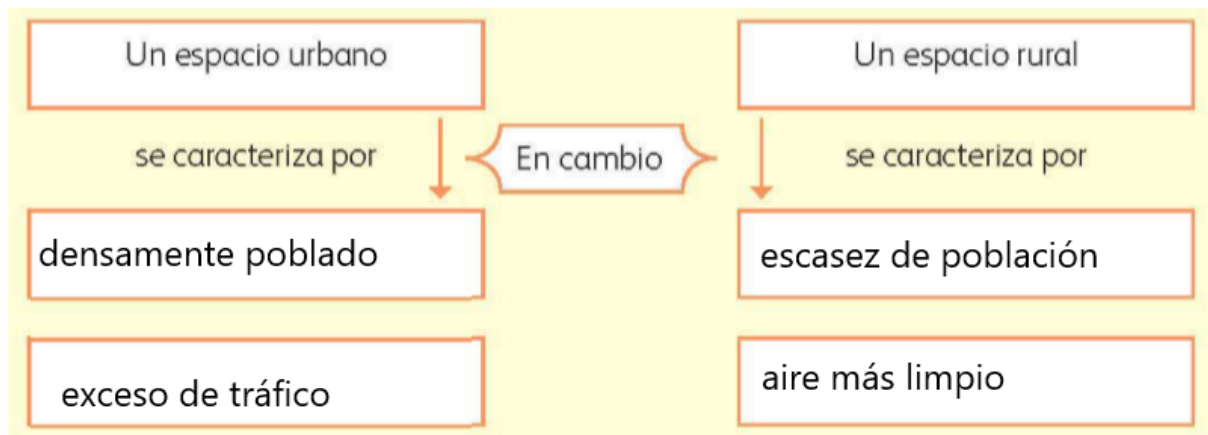 Un espacio urbano
Un espacio rural
se caracteriza por
En cambio
se caracteriza por
densamente poblado
escasez de población
exceso de tráfico
aire más limpio